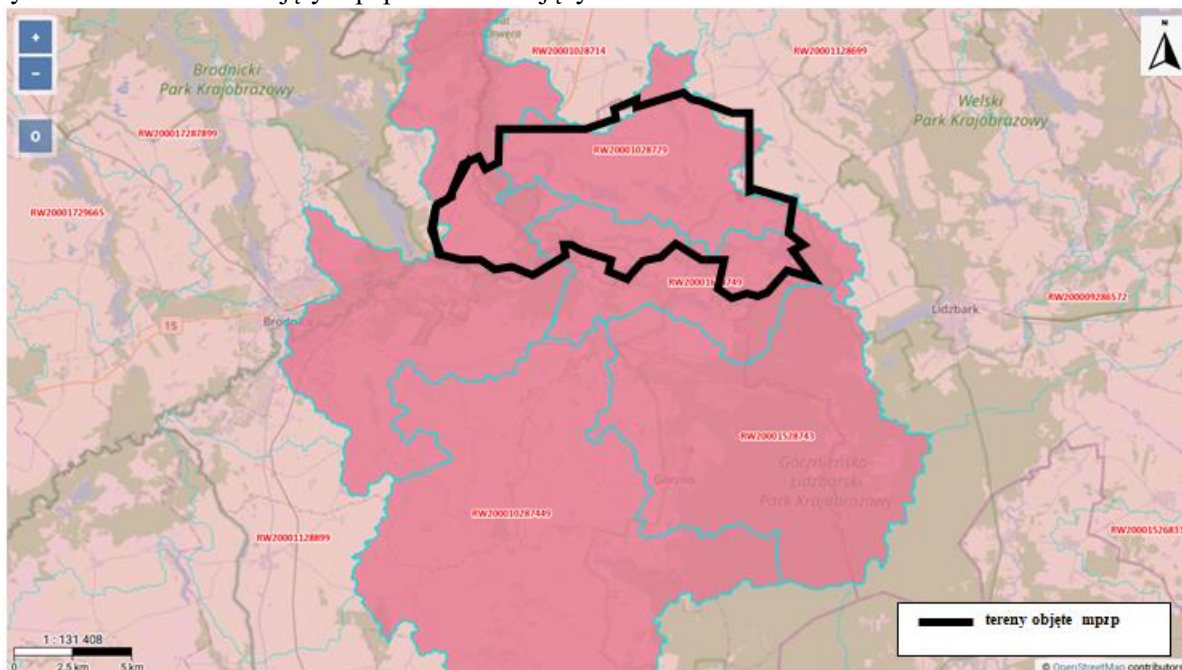 +
−
O
N
Brodnicki
Park Krajobrazowy
RW20001028714
RW20001128699
Welski
Park Krajobrazowy
RW200017287899
RW20001028729
RW20001729665
RW200009286572
Lidzbark
15
RW20001528743
Górznieńsko-
Lidzbarski
Park Krajobrazowy
Górzno
RW200010287449
RW20001128899
1 : 131 408
0 2.5 km 5 km
tereny objęte mpzp
© OpenStreetMap contributors